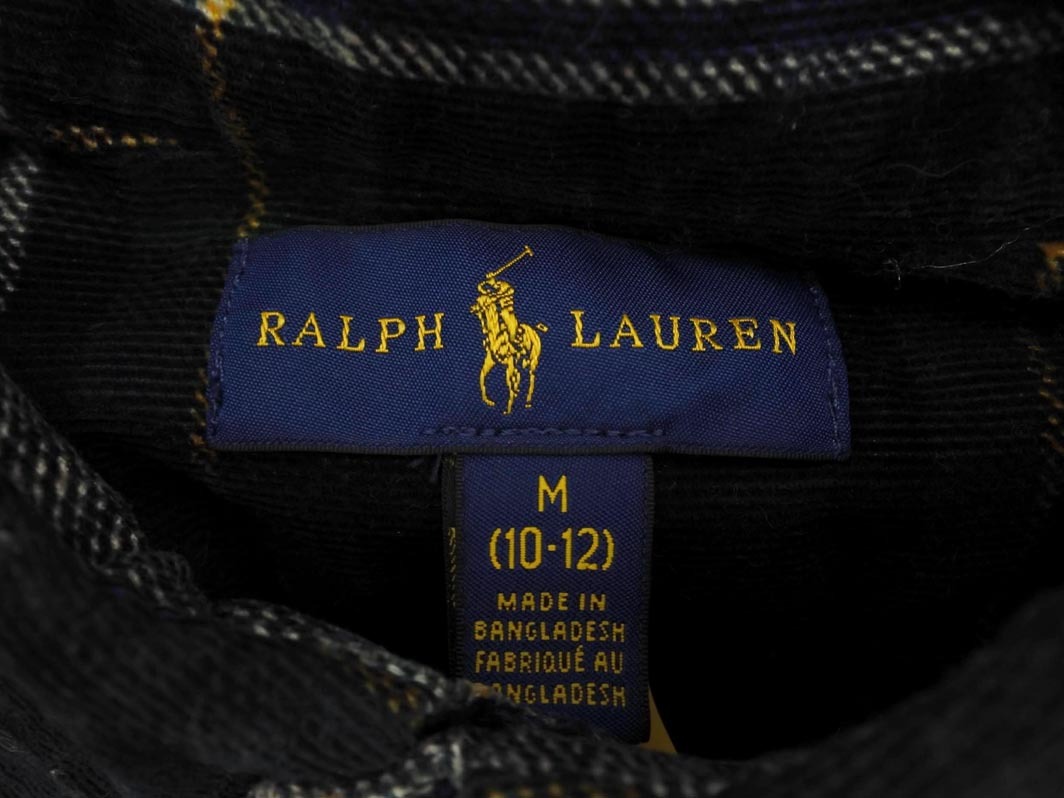 RALPH LAUREN
M
(10-12)
MADE IN
BANGLADESH
FABRIQUÉ AU
BANGLADESH